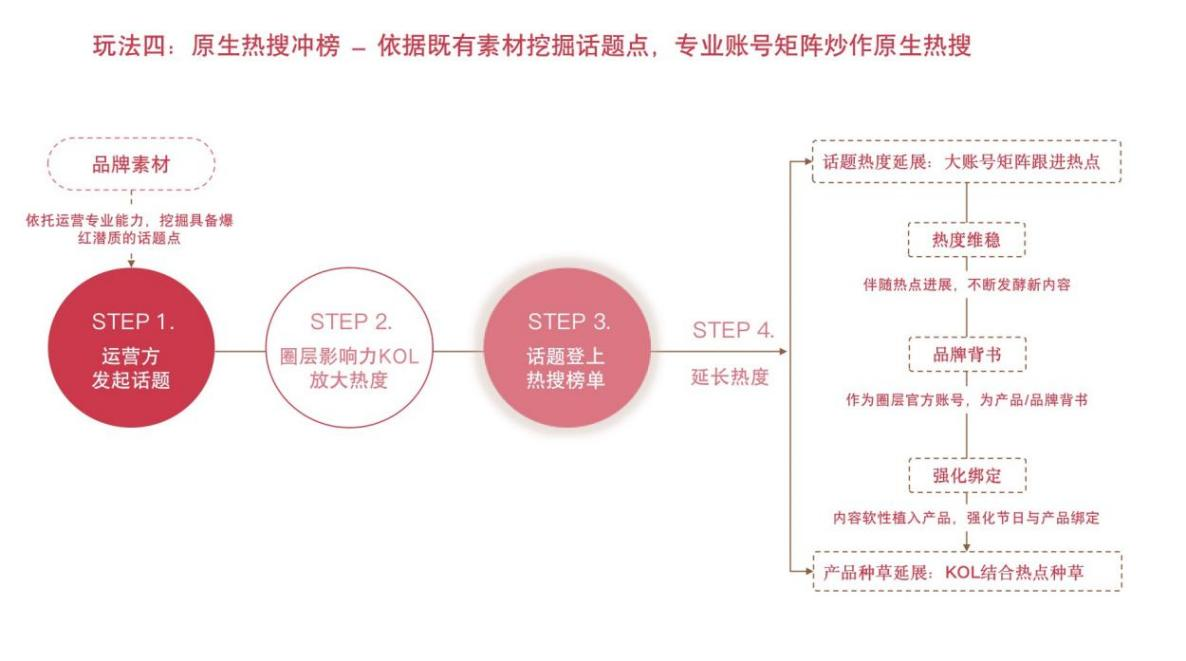 玩法四：原生热搜冲榜 – 依据既有素材挖掘话题点，专业账号矩阵炒作原生热搜
品牌素材
依托运营专业能力，挖掘具备爆
红潜质的话题点
STEP 1.
运营方
发起话题
STEP 2.
圈层影响力KOL
放大热度
STEP 3.
话题登上
热搜榜单
STEP 4.
延长热度
话题热度延展：大账号矩阵跟进热点
热度维稳
伴随热点进展，不断发酵新内容
品牌背书
作为圈层官方账号，为产品/品牌背书
强化绑定
内容软性植入产品，强化节日与产品绑定
产品种草延展：KOL结合热点种草